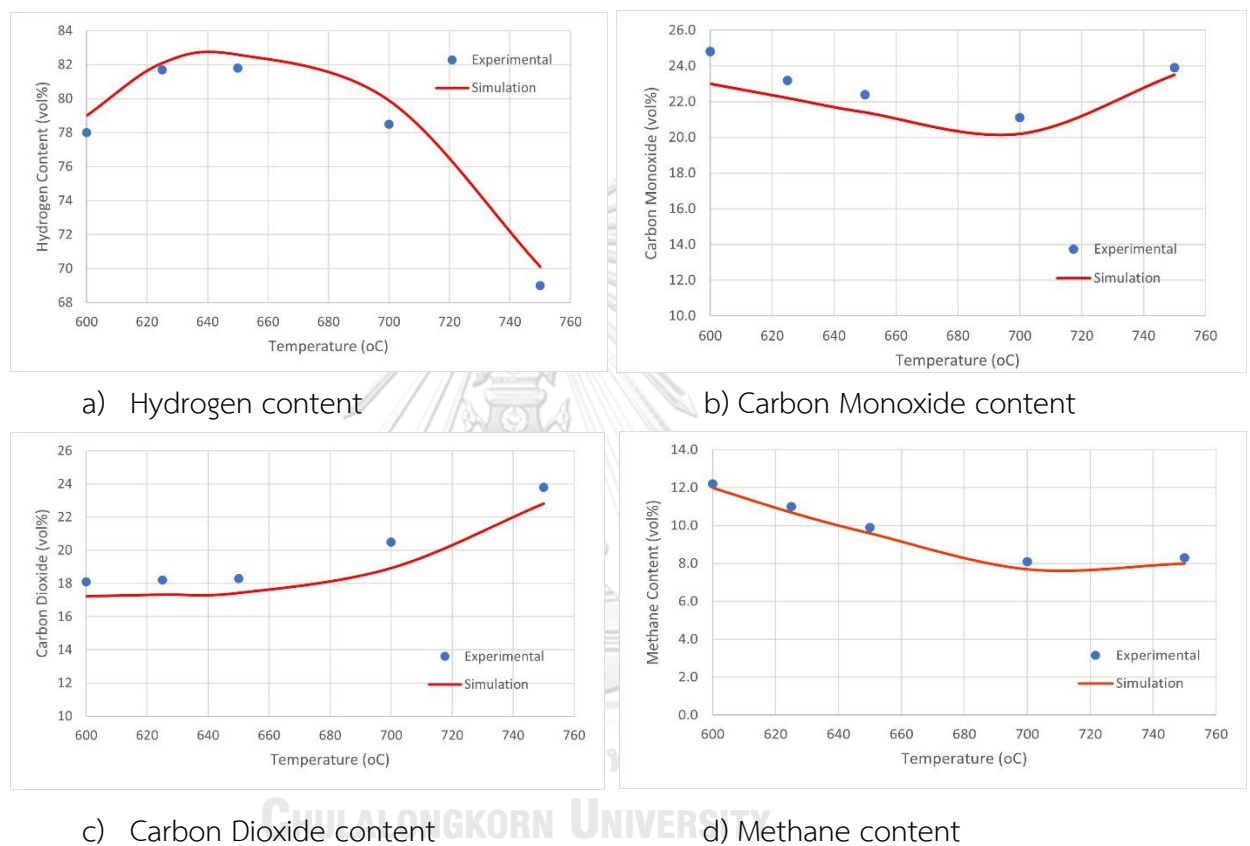 84
82
80
78
76
74
72
70
68
Hydrogen Content (vol%)
Experimental
Simulation
600 620 640 660 680 700 720 740 760
Temperature (oC)
26.0
24.0
22.0
20.0
18.0
16.0
14.0
12.0
10.0
Carbon Monoxide (vol%)
Experimental
Simulation
600 620 640 660 680 700 720 740 760
Temperature (oC)
a) Hydrogen content
b) Carbon Monoxide content
26
24
22
20
18
16
14
12
10
Carbon Dioxide (vol%)
Experimental
Simulation
600 620 640 660 680 700 720 740 760
Temperature (oC)
14.0
12.0
10.0
8.0
6.0
4.0
2.0
0.0
Methane Content (vol%)
Experimental
Simulation
600 620 640 660 680 700 720 740 760
Temperature (oC)
CHULALONGKORN UNIVERSITY
c) Carbon Dioxide content
d) Methane content